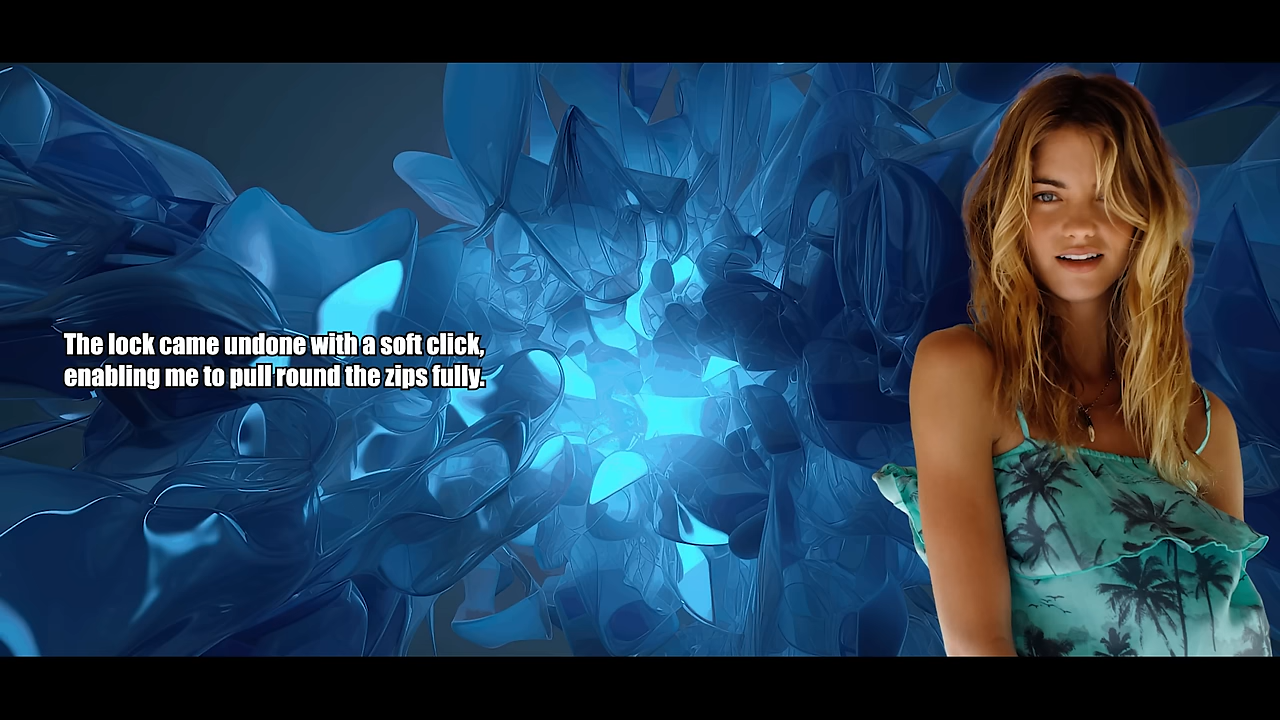 The lock came undone with a soft click,
enabling me to pull round the zips fully.